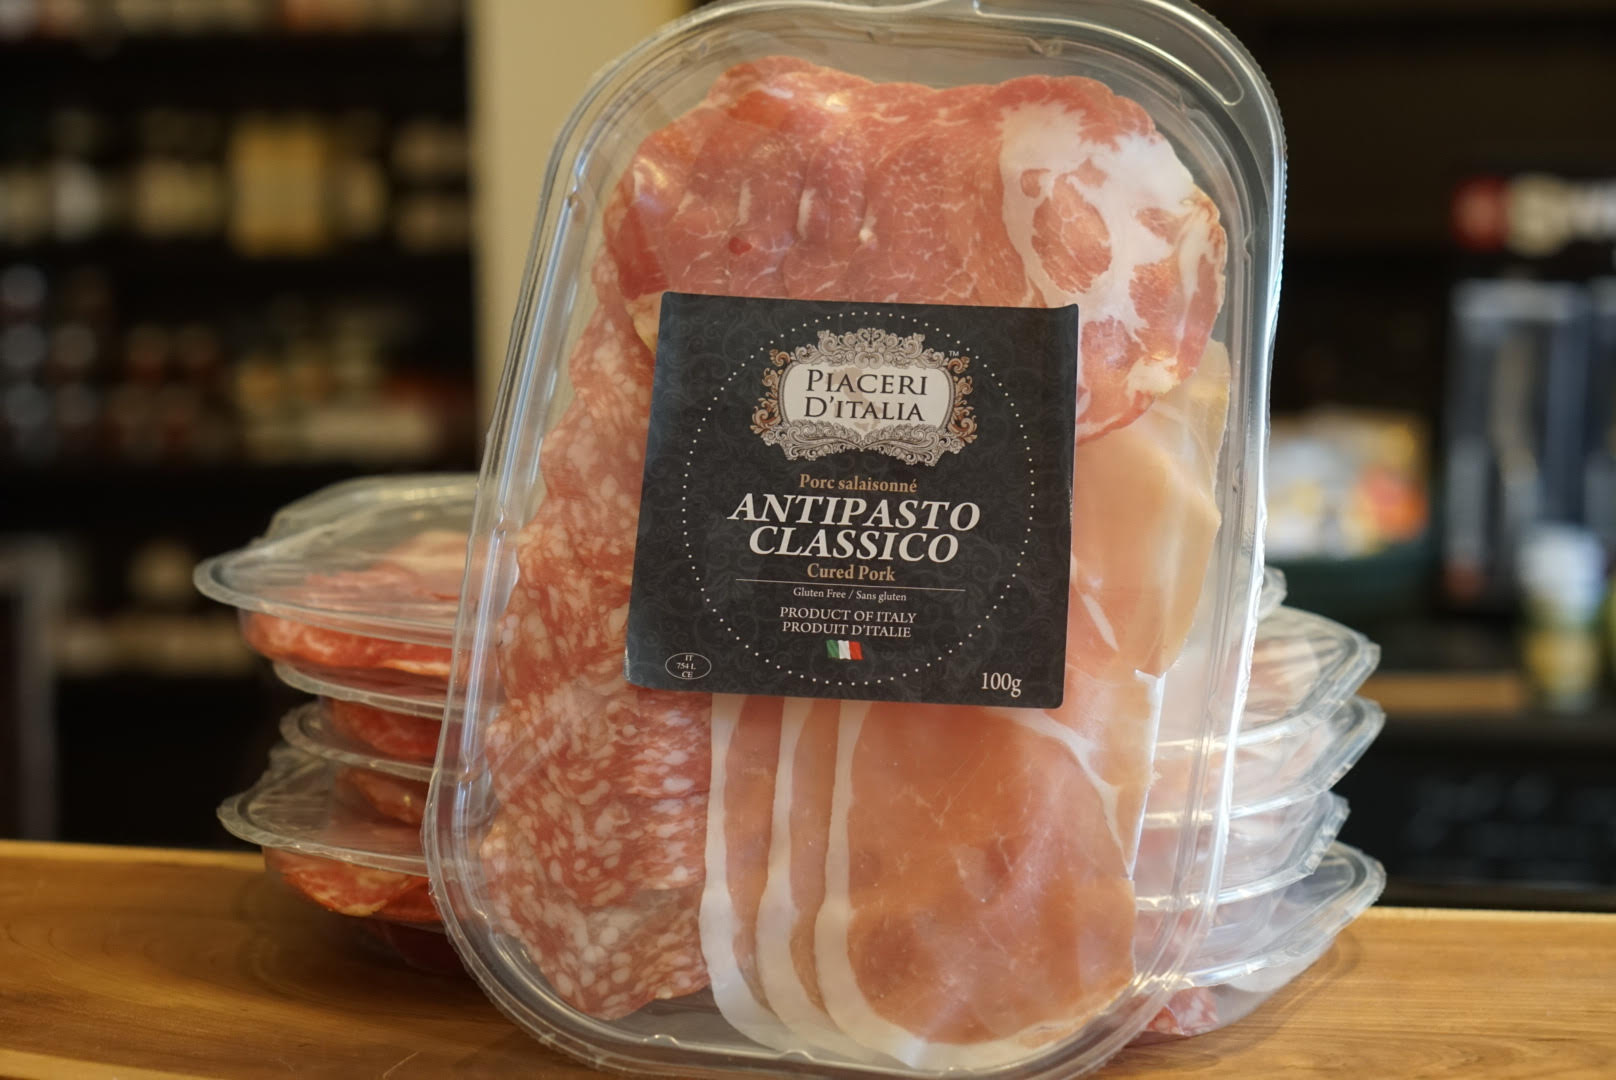 PIACERI
D'ITALIA
™
Porc salaisonné
ANTIPASTO
CLASSICO
Cured Pork
Gluten Free / Sans gluten
PRODUCT OF ITALY
PRODUIT D'ITALIE
IT
754 L
CE
100g